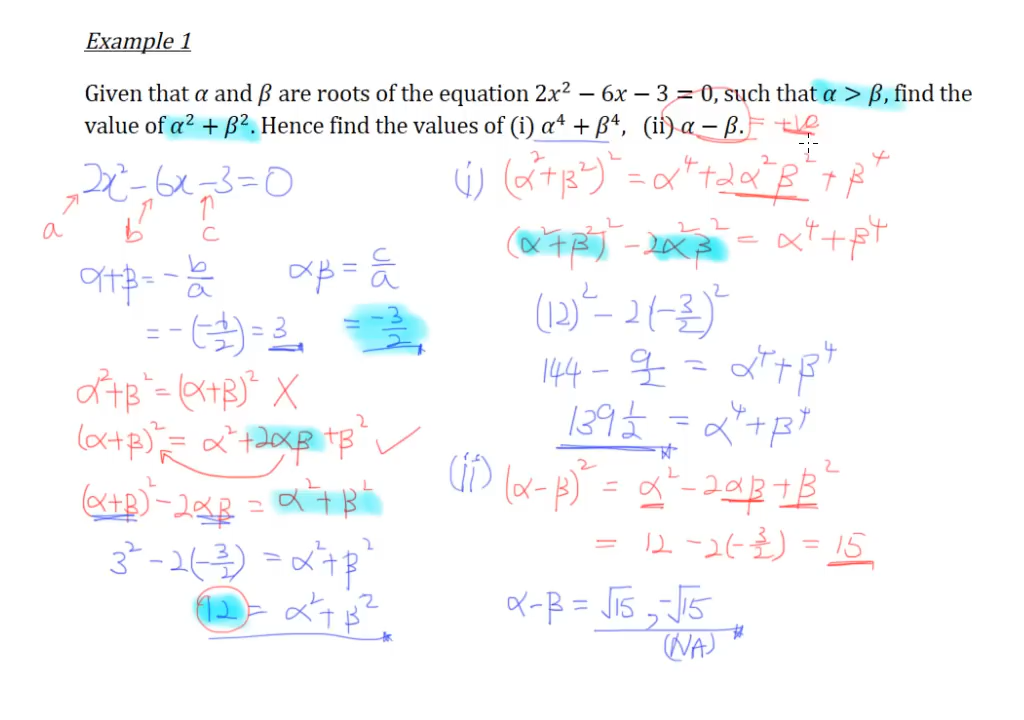 Example 1
Given that α and β are roots of the equation 2x² − 6x − 3 = 0, such that α > β, find the
value of α² + β². Hence find the values of (i) α⁴ + β⁴, (ii) α − β. = +ve
2x² − 6x − 3 = 0
a b c
α+β = −b/a αβ = c/a
= −(−6/2) = 3 = −3/2
α²+β² = (α+β)² X
(α+β)² = α² + 2αβ + β² ✓
(α+β)² − 2αβ = α² + β²
3² − 2(−3/2) = α²+β²
12 = α² + β²
(i) (α²+β²)² = α⁴ + 2α²β² + β⁴
(α²+β²)² − 2α²β² = α⁴+β⁴
(12)² − 2(−3/2)²
144 − 9/2 = α⁴+β⁴
139 1/2 = α⁴+β⁴
(ii) (α−β)² = α² − 2αβ + β²
= 12 − 2(−3/2) = 15
α−β = √15, −√15
(NA)